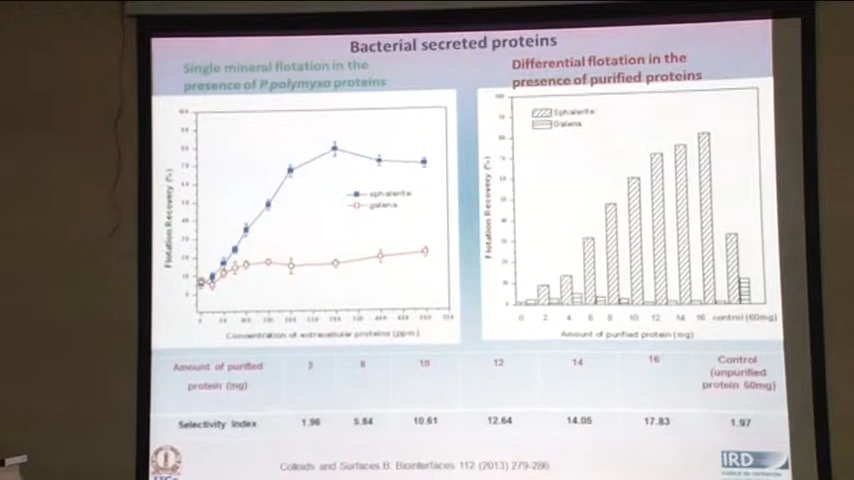 Bacterial secreted proteins
Single mineral flotation in the
presence of P.polymyxa proteins
Differential flotation in the
presence of purified proteins
Flotation Recovery (%)
sphalerite
galena
Concentration of extracellular proteins (ppm)
Flotation Recovery (%)
Sphalerite
Galena
0 2 4 6 8 10 12 14 16 control (60mg)
Amount of purified protein (mg)
Amount of purified
protein (mg)
2 8 10 12 14 16
Control
(unpurified
protein 60mg)
Selectivity Index 1.98 5.84 10.61 12.64 14.05 17.83 1.97
Colloids and Surfaces B: Biointerfaces 112 (2013) 279-286
IRD